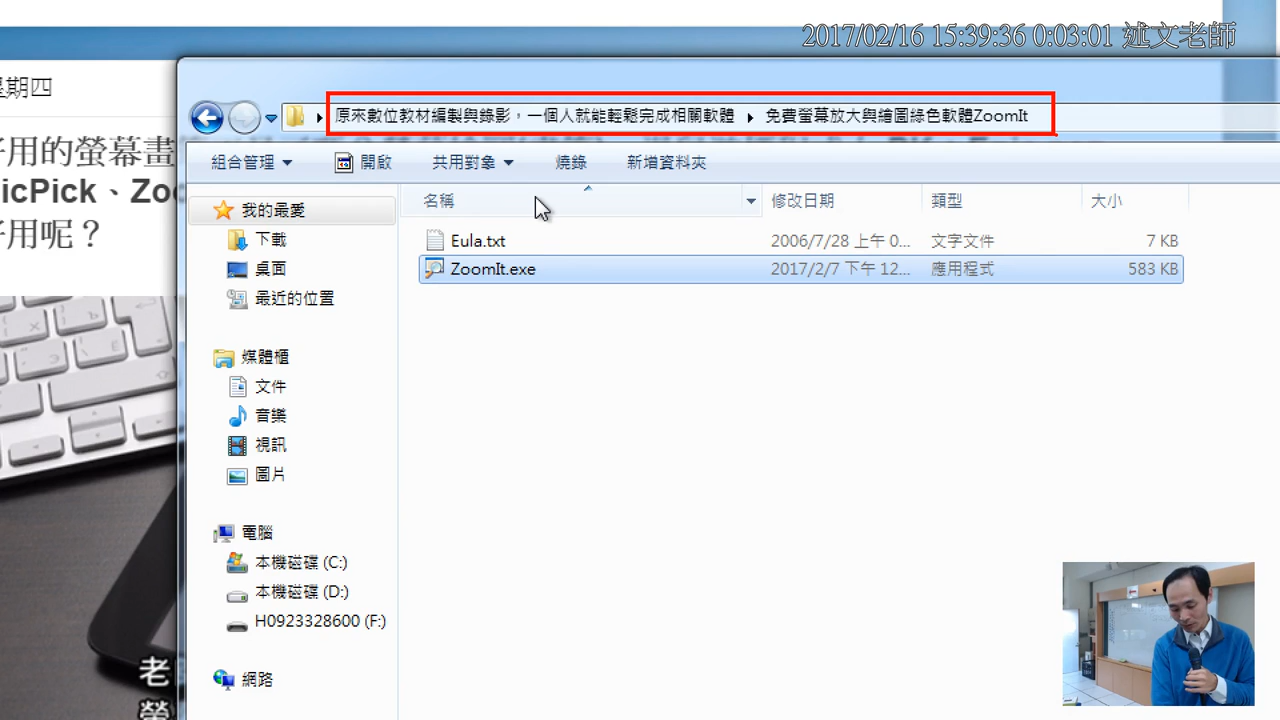 2017/02/16 15:39:36 0:03:01 述文老師
星期四
原來數位教材編製與錄影，一個人就能輕鬆完成相關軟體 ▸ 免費螢幕放大與繪圖綠色軟體ZoomIt
好用的螢幕畫
icPick、Zoo
好用呢？
組合管理 開啟 共用對象 燒錄 新增資料夾
名稱 修改日期 類型 大小
Eula.txt 2006/7/28 上午 0... 文字文件 7 KB
ZoomIt.exe 2017/2/7 下午 12... 應用程式 583 KB
我的最愛
下載
桌面
最近的位置
媒體櫃
文件
音樂
視訊
圖片
電腦
本機磁碟 (C:)
本機磁碟 (D:)
H0923328600 (F:)
網路
老
螢